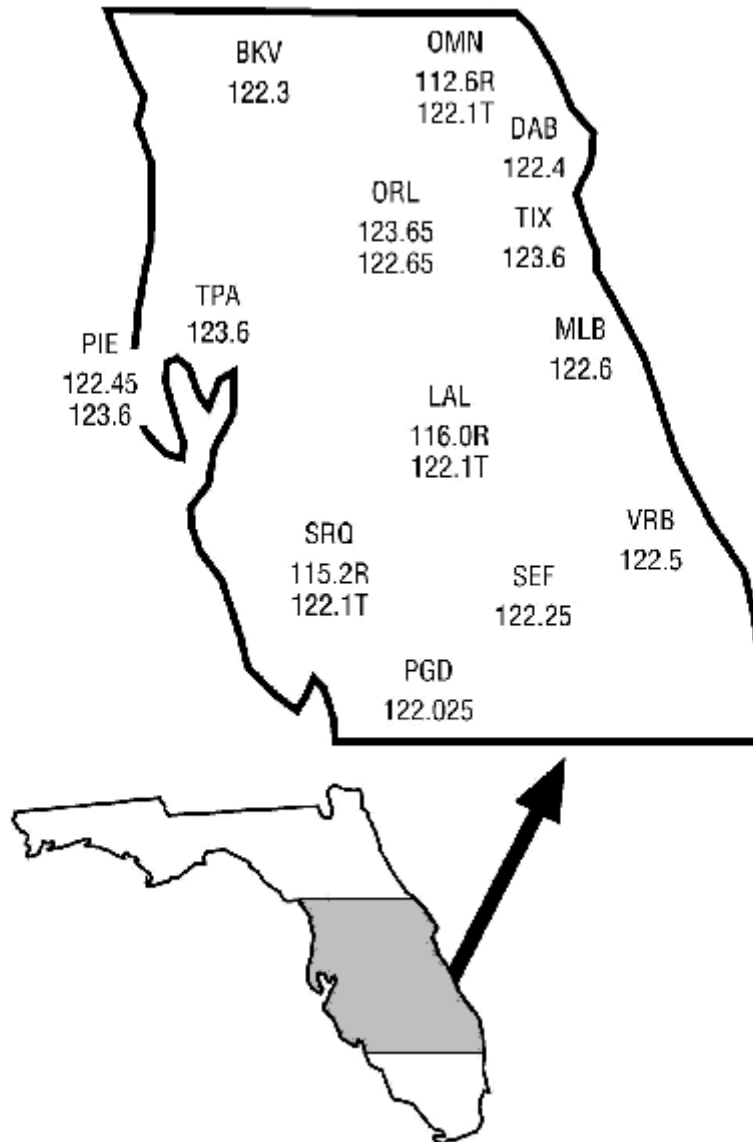 BKV
122.3
OMN
112.6R
122.1T
DAB
122.4
ORL
123.65
122.65
TIX
123.6
TPA
123.6
PIE
122.45
123.6
MLB
122.6
LAL
116.0R
122.1T
SRQ
115.2R
122.1T
VRB
122.5
SEF
122.25
PGD
122.025